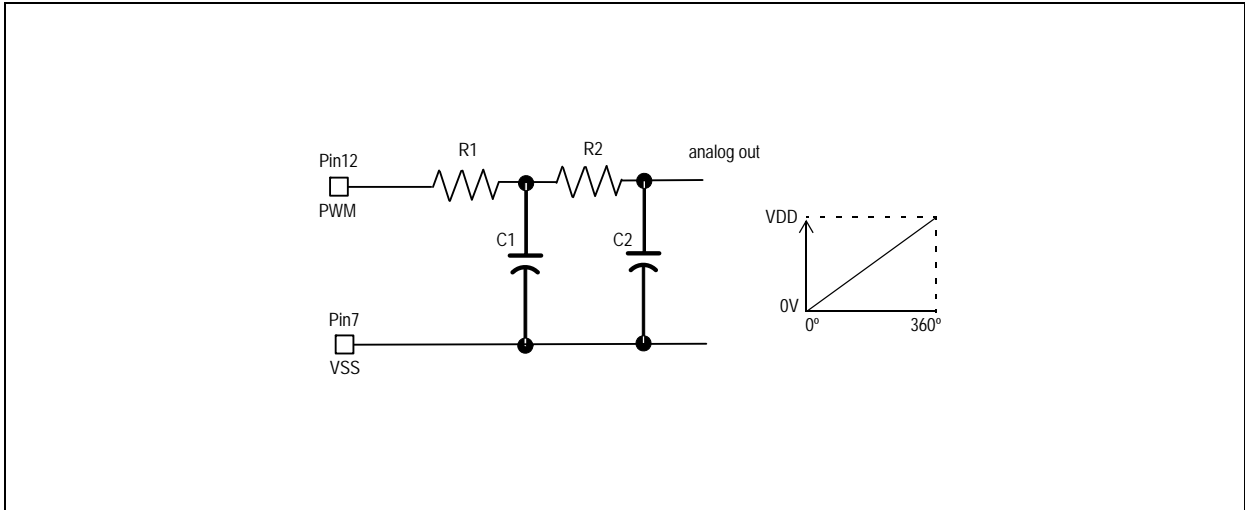 R1
R2
analog out
Pin12
PWM
C1
C2
VDD
0V
0º
360º
Pin7
VSS